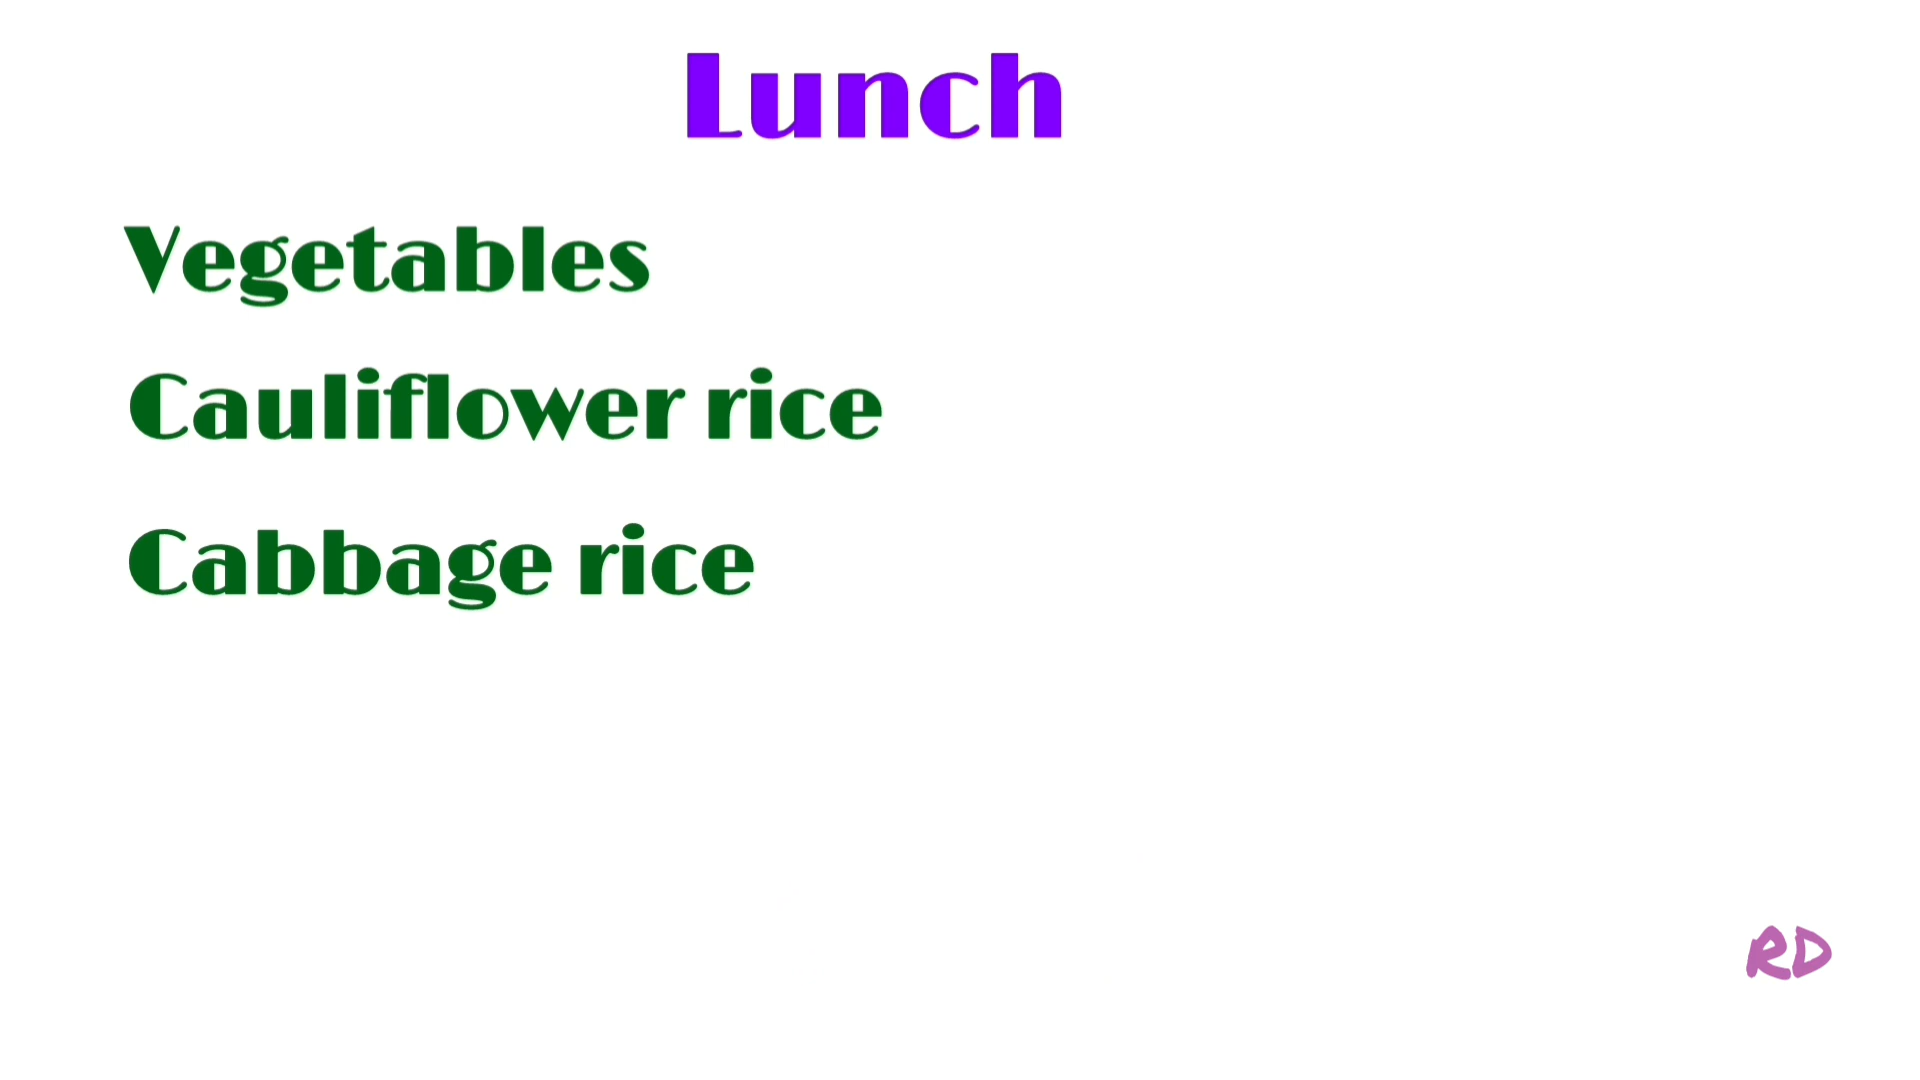 Lunch
Vegetables
Cauliflower rice
Cabbage rice
RD